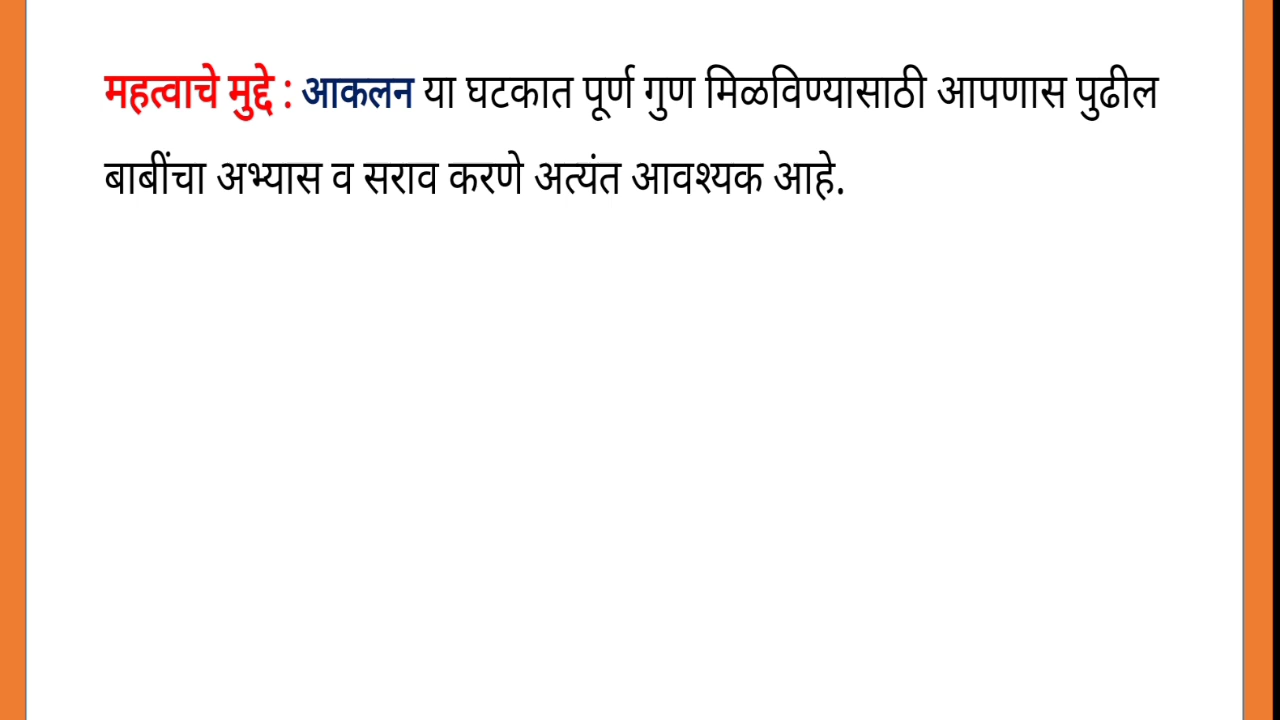 महत्वाचे मुद्दे : आकलन या घटकात पूर्ण गुण मिळविण्यासाठी आपणास पुढील
बाबींचा अभ्यास व सराव करणे अत्यंत आवश्यक आहे.